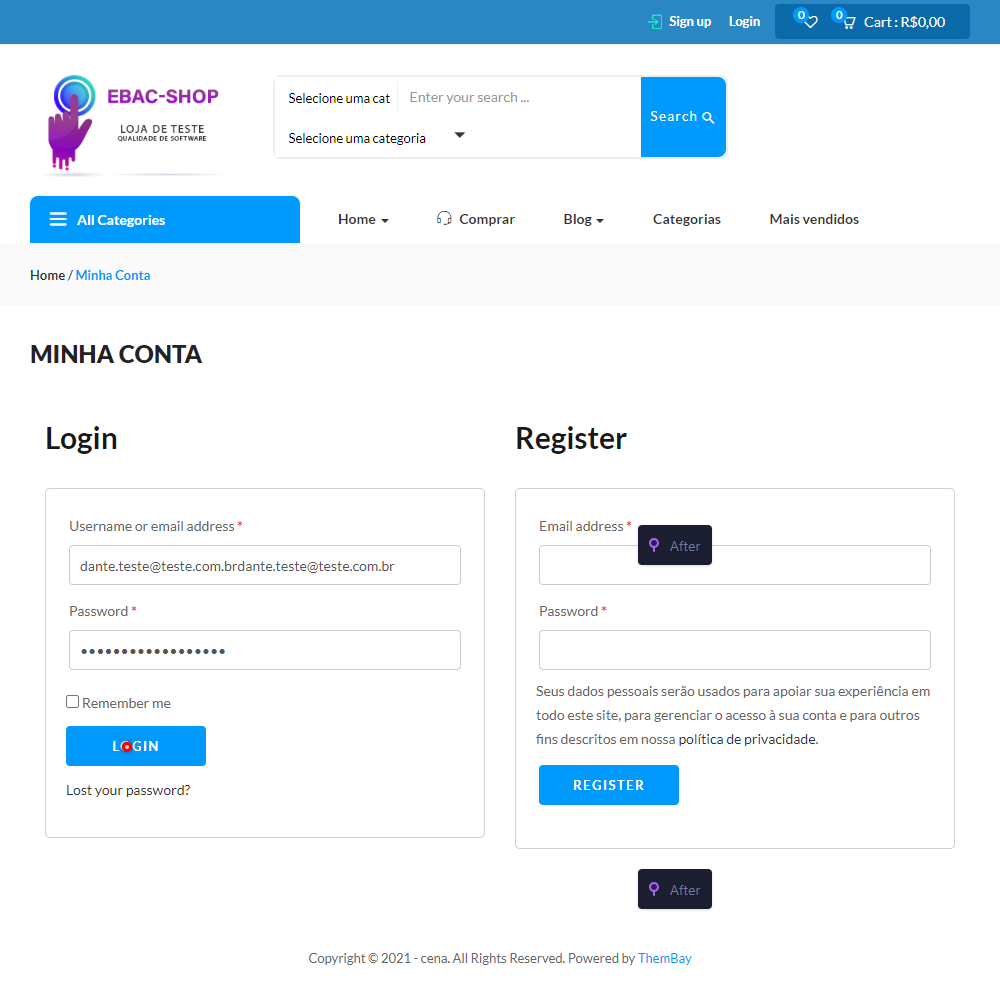 Sign up
Login
0
0
Cart : R$0,00
EBAC-SHOP
LOJA DE TESTE
QUALIDADE DE SOFTWARE
Selecione uma cat
Enter your search ...
Selecione uma categoria
Search
All Categories
Home
Comprar
Blog
Categorias
Mais vendidos
Home / Minha Conta
MINHA CONTA
Login
Username or email address *
dante.teste@teste.com.brdante.teste@teste.com.br
Password *
••••••••••••••••••
Remember me
LOGIN
Lost your password?
Register
Email address *
After
Password *
Seus dados pessoais serão usados para apoiar sua experiência em
todo este site, para gerenciar o acesso à sua conta e para outros
fins descritos em nossa política de privacidade.
REGISTER
After
Copyright © 2021 - cena. All Rights Reserved. Powered by ThemBay